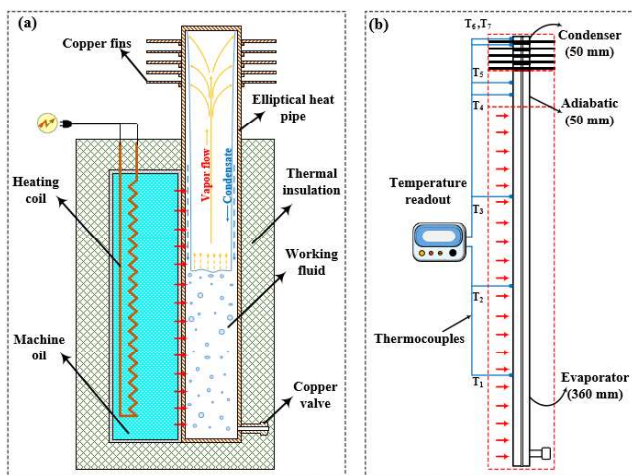 (a)
Copper fins
Elliptical heat
pipe
Heating
coil
Vapor flow
Condensate
Thermal
insulation
Working
fluid
Machine
oil
Copper
valve
(b)
T6,T7
Condenser
(50 mm)
T5
Adiabatic
(50 mm)
T4
Temperature
readout
T3
T2
Thermocouples
T1
Evaporator
(360 mm)